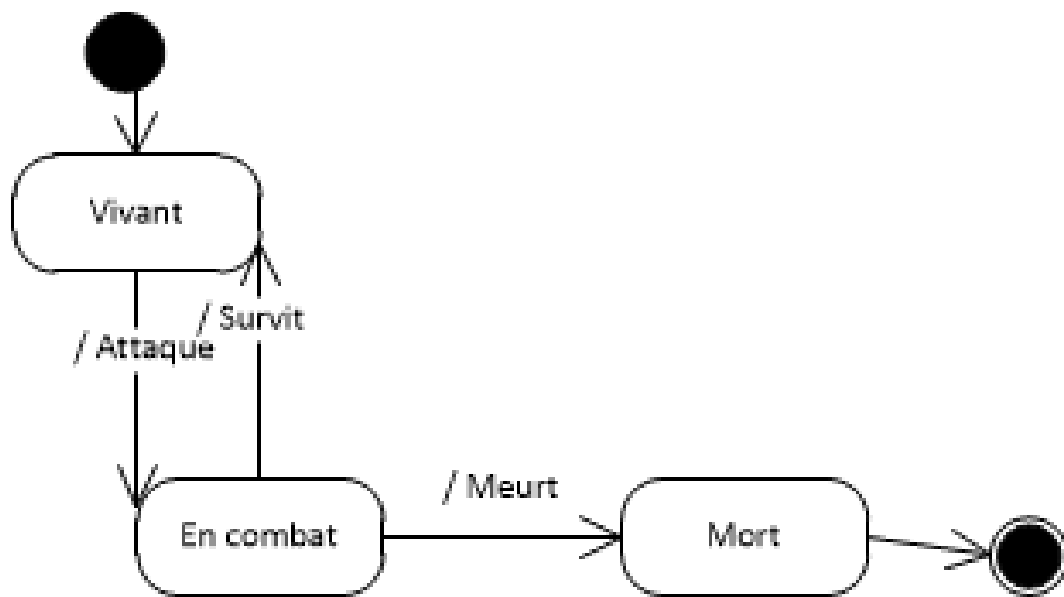 Vivant
/ Survit
/ Attaque
/ Meurt
En combat
Mort